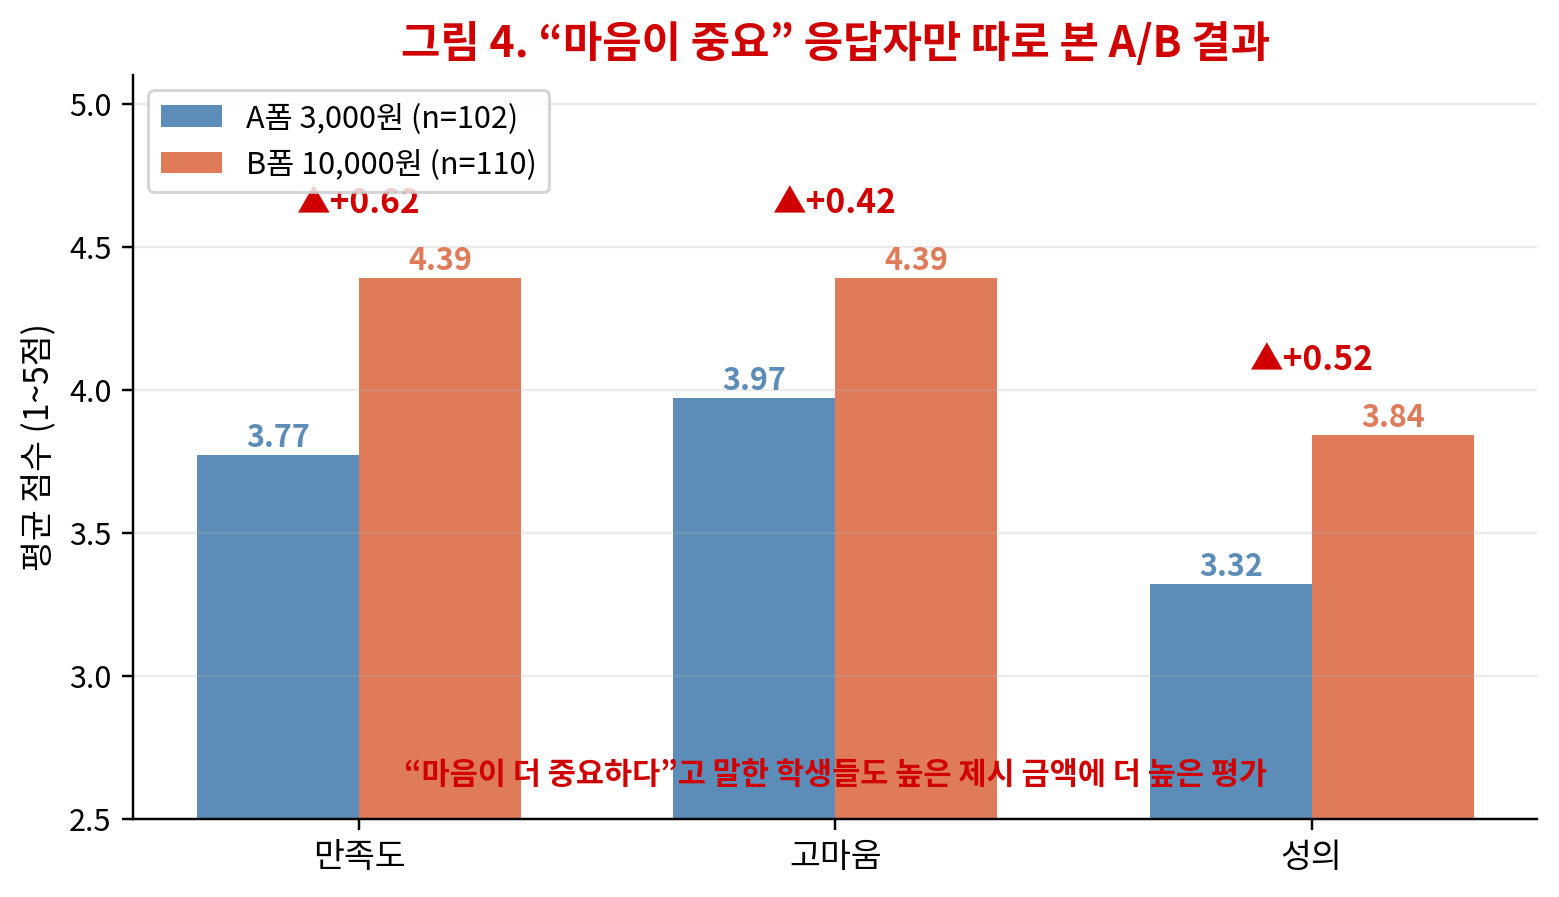 그림 4. “마음이 중요” 응답자만 따로 본 A/B 결과
A폼 3,000원 (n=102)
B폼 10,000원 (n=110)
▲+0.62
▲+0.42
▲+0.52
4.39
4.39
3.84
3.77
3.97
3.32
평균 점수 (1~5점)
5.0
4.5
4.0
3.5
3.0
2.5
“마음이 더 중요하다”고 말한 학생들도 높은 제시 금액에 더 높은 평가
만족도
고마움
성의